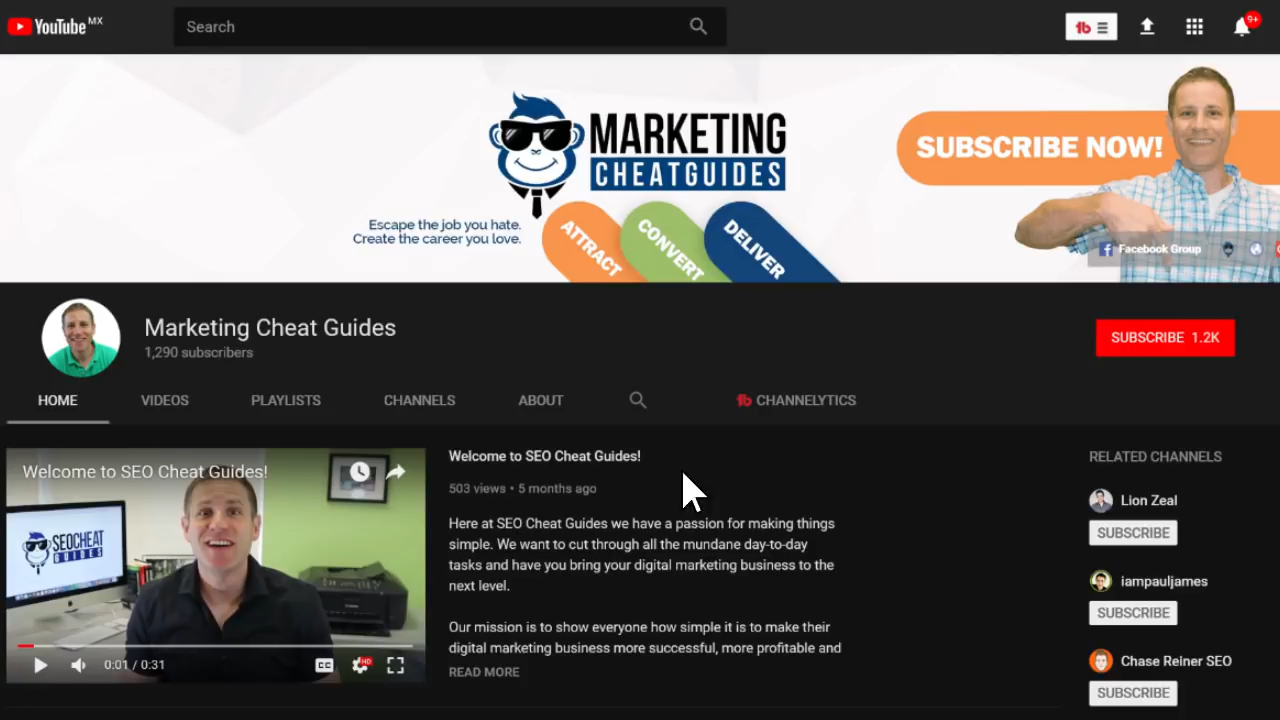 YouTube MX
Search
9+
MARKETING
CHEATGUIDES
SUBSCRIBE NOW!
Escape the job you hate.
Create the career you love.
ATTRACT
CONVERT
DELIVER
Facebook Group
Marketing Cheat Guides
1,290 subscribers
SUBSCRIBE 1.2K
HOME
VIDEOS
PLAYLISTS
CHANNELS
ABOUT
CHANNELYTICS
Welcome to SEO Cheat Guides!
SEOCHEAT
GUIDES
0:01 / 0:31
CC
HD
Welcome to SEO Cheat Guides!
503 views • 5 months ago
Here at SEO Cheat Guides we have a passion for making things
simple. We want to cut through all the mundane day-to-day
tasks and have you bring your digital marketing business to the
next level.
Our mission is to show everyone how simple it is to make their
digital marketing business more successful, more profitable and
READ MORE
RELATED CHANNELS
Lion Zeal
SUBSCRIBE
iampauljames
SUBSCRIBE
Chase Reiner SEO
SUBSCRIBE